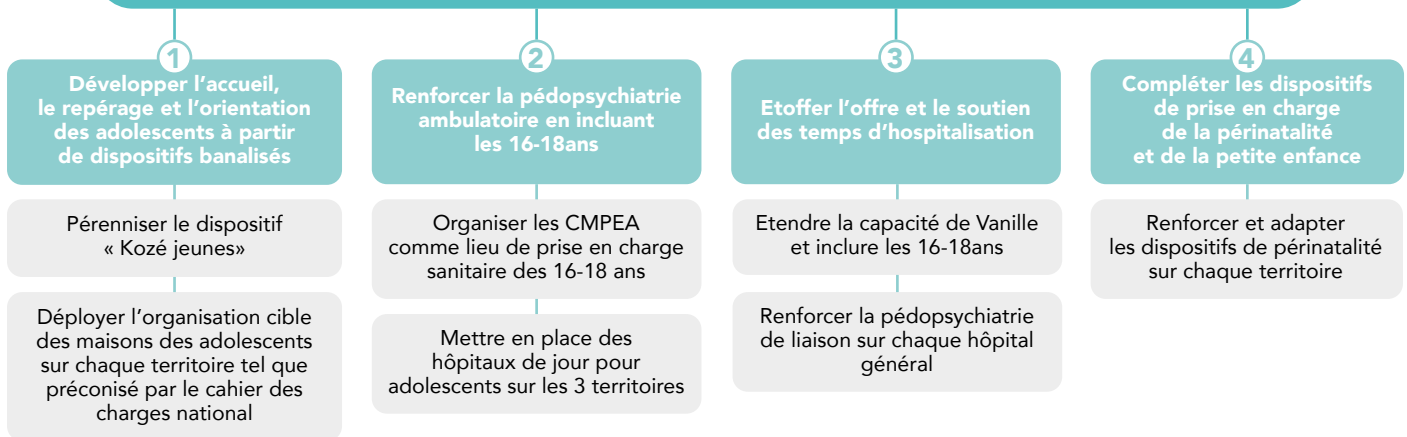 1
Développer l'accueil,
le repérage et l'orientation
des adolescents à partir
de dispositifs banalisés
Pérenniser le dispositif
« Kozé jeunes»
Déployer l'organisation cible
des maisons des adolescents
sur chaque territoire tel que
préconisé par le cahier des
charges national
2
Renforcer la pédopsychiatrie
ambulatoire en incluant
les 16-18ans
Organiser les CMPEA
comme lieu de prise en charge
sanitaire des 16-18 ans
Mettre en place des
hôpitaux de jour pour
adolescents sur les 3 territoires
3
Etoffer l'offre et le soutien
des temps d'hospitalisation
Etendre la capacité de Vanille
et inclure les 16-18ans
Renforcer la pédopsychiatrie
de liaison sur chaque hôpital
général
4
Compléter les dispositifs
de prise en charge
de la périnatalité
et de la petite enfance
Renforcer et adapter
les dispositifs de périnatalité
sur chaque territoire